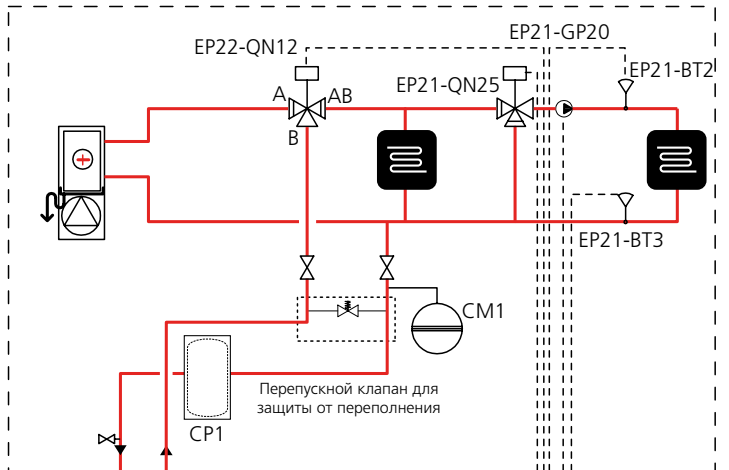 EP21-GP20
EP22-QN12
EP21-BT2
EP21-QN25
A
AB
B
EP21-BT3
CM1
Перепускной клапан для
защиты от переполнения
CP1